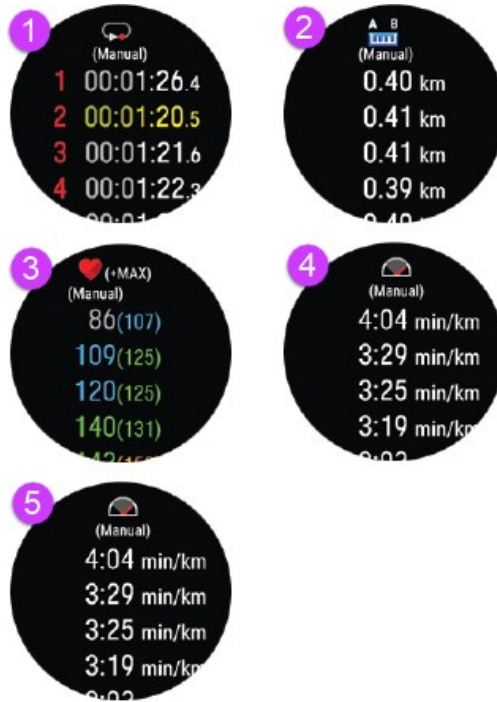 1
(Manual)
1 00:01:26.4
2 00:01:20.5
3 00:01:21.6
4 00:01:22.3
2
A B
(Manual)
0.40 km
0.41 km
0.41 km
0.39 km
3
(+MAX)
(Manual)
86(107)
109(125)
120(125)
140(131)
4
(Manual)
4:04 min/km
3:29 min/km
3:25 min/km
3:19 min/km
5
(Manual)
4:04 min/km
3:29 min/km
3:25 min/km
3:19 min/km